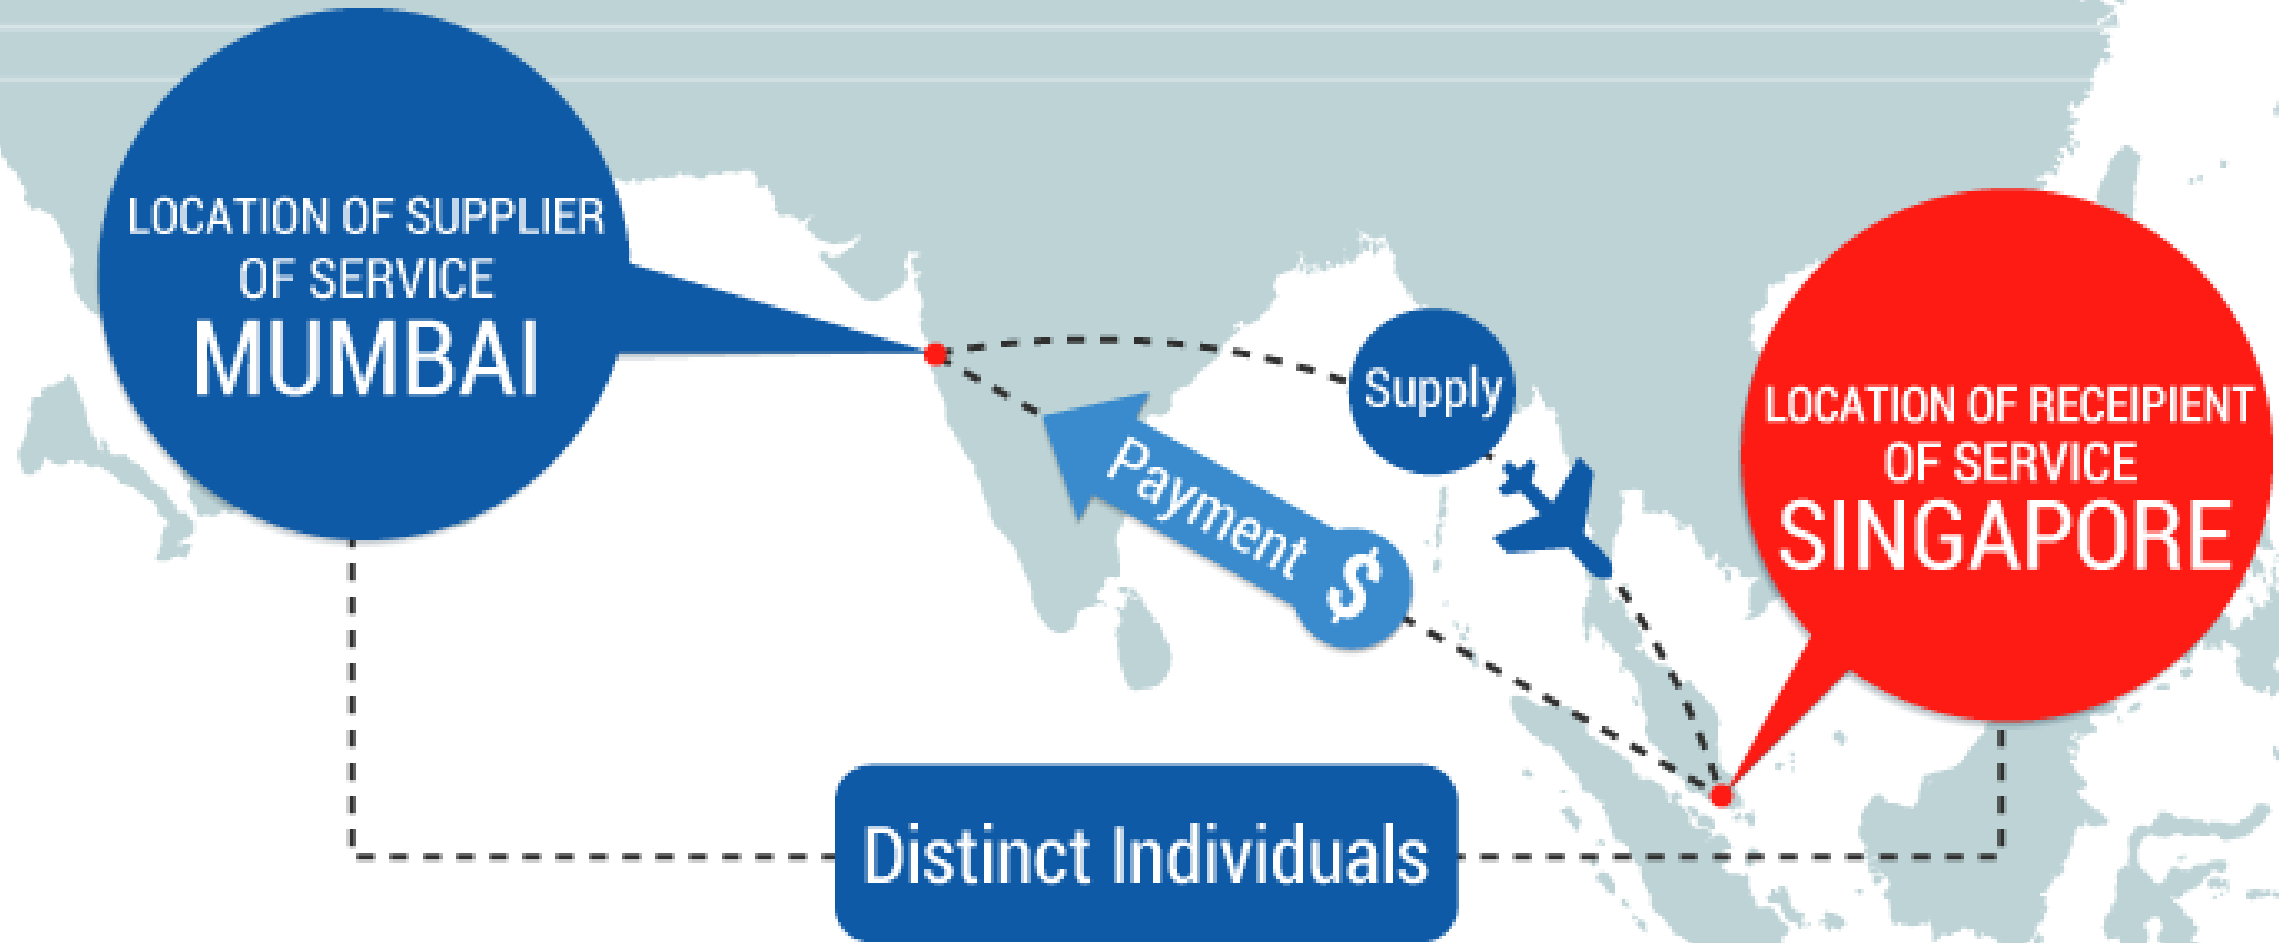 LOCATION OF SUPPLIER
OF SERVICE
MUMBAI
Supply
Payment $
LOCATION OF RECEIPIENT
OF SERVICE
SINGAPORE
Distinct Individuals